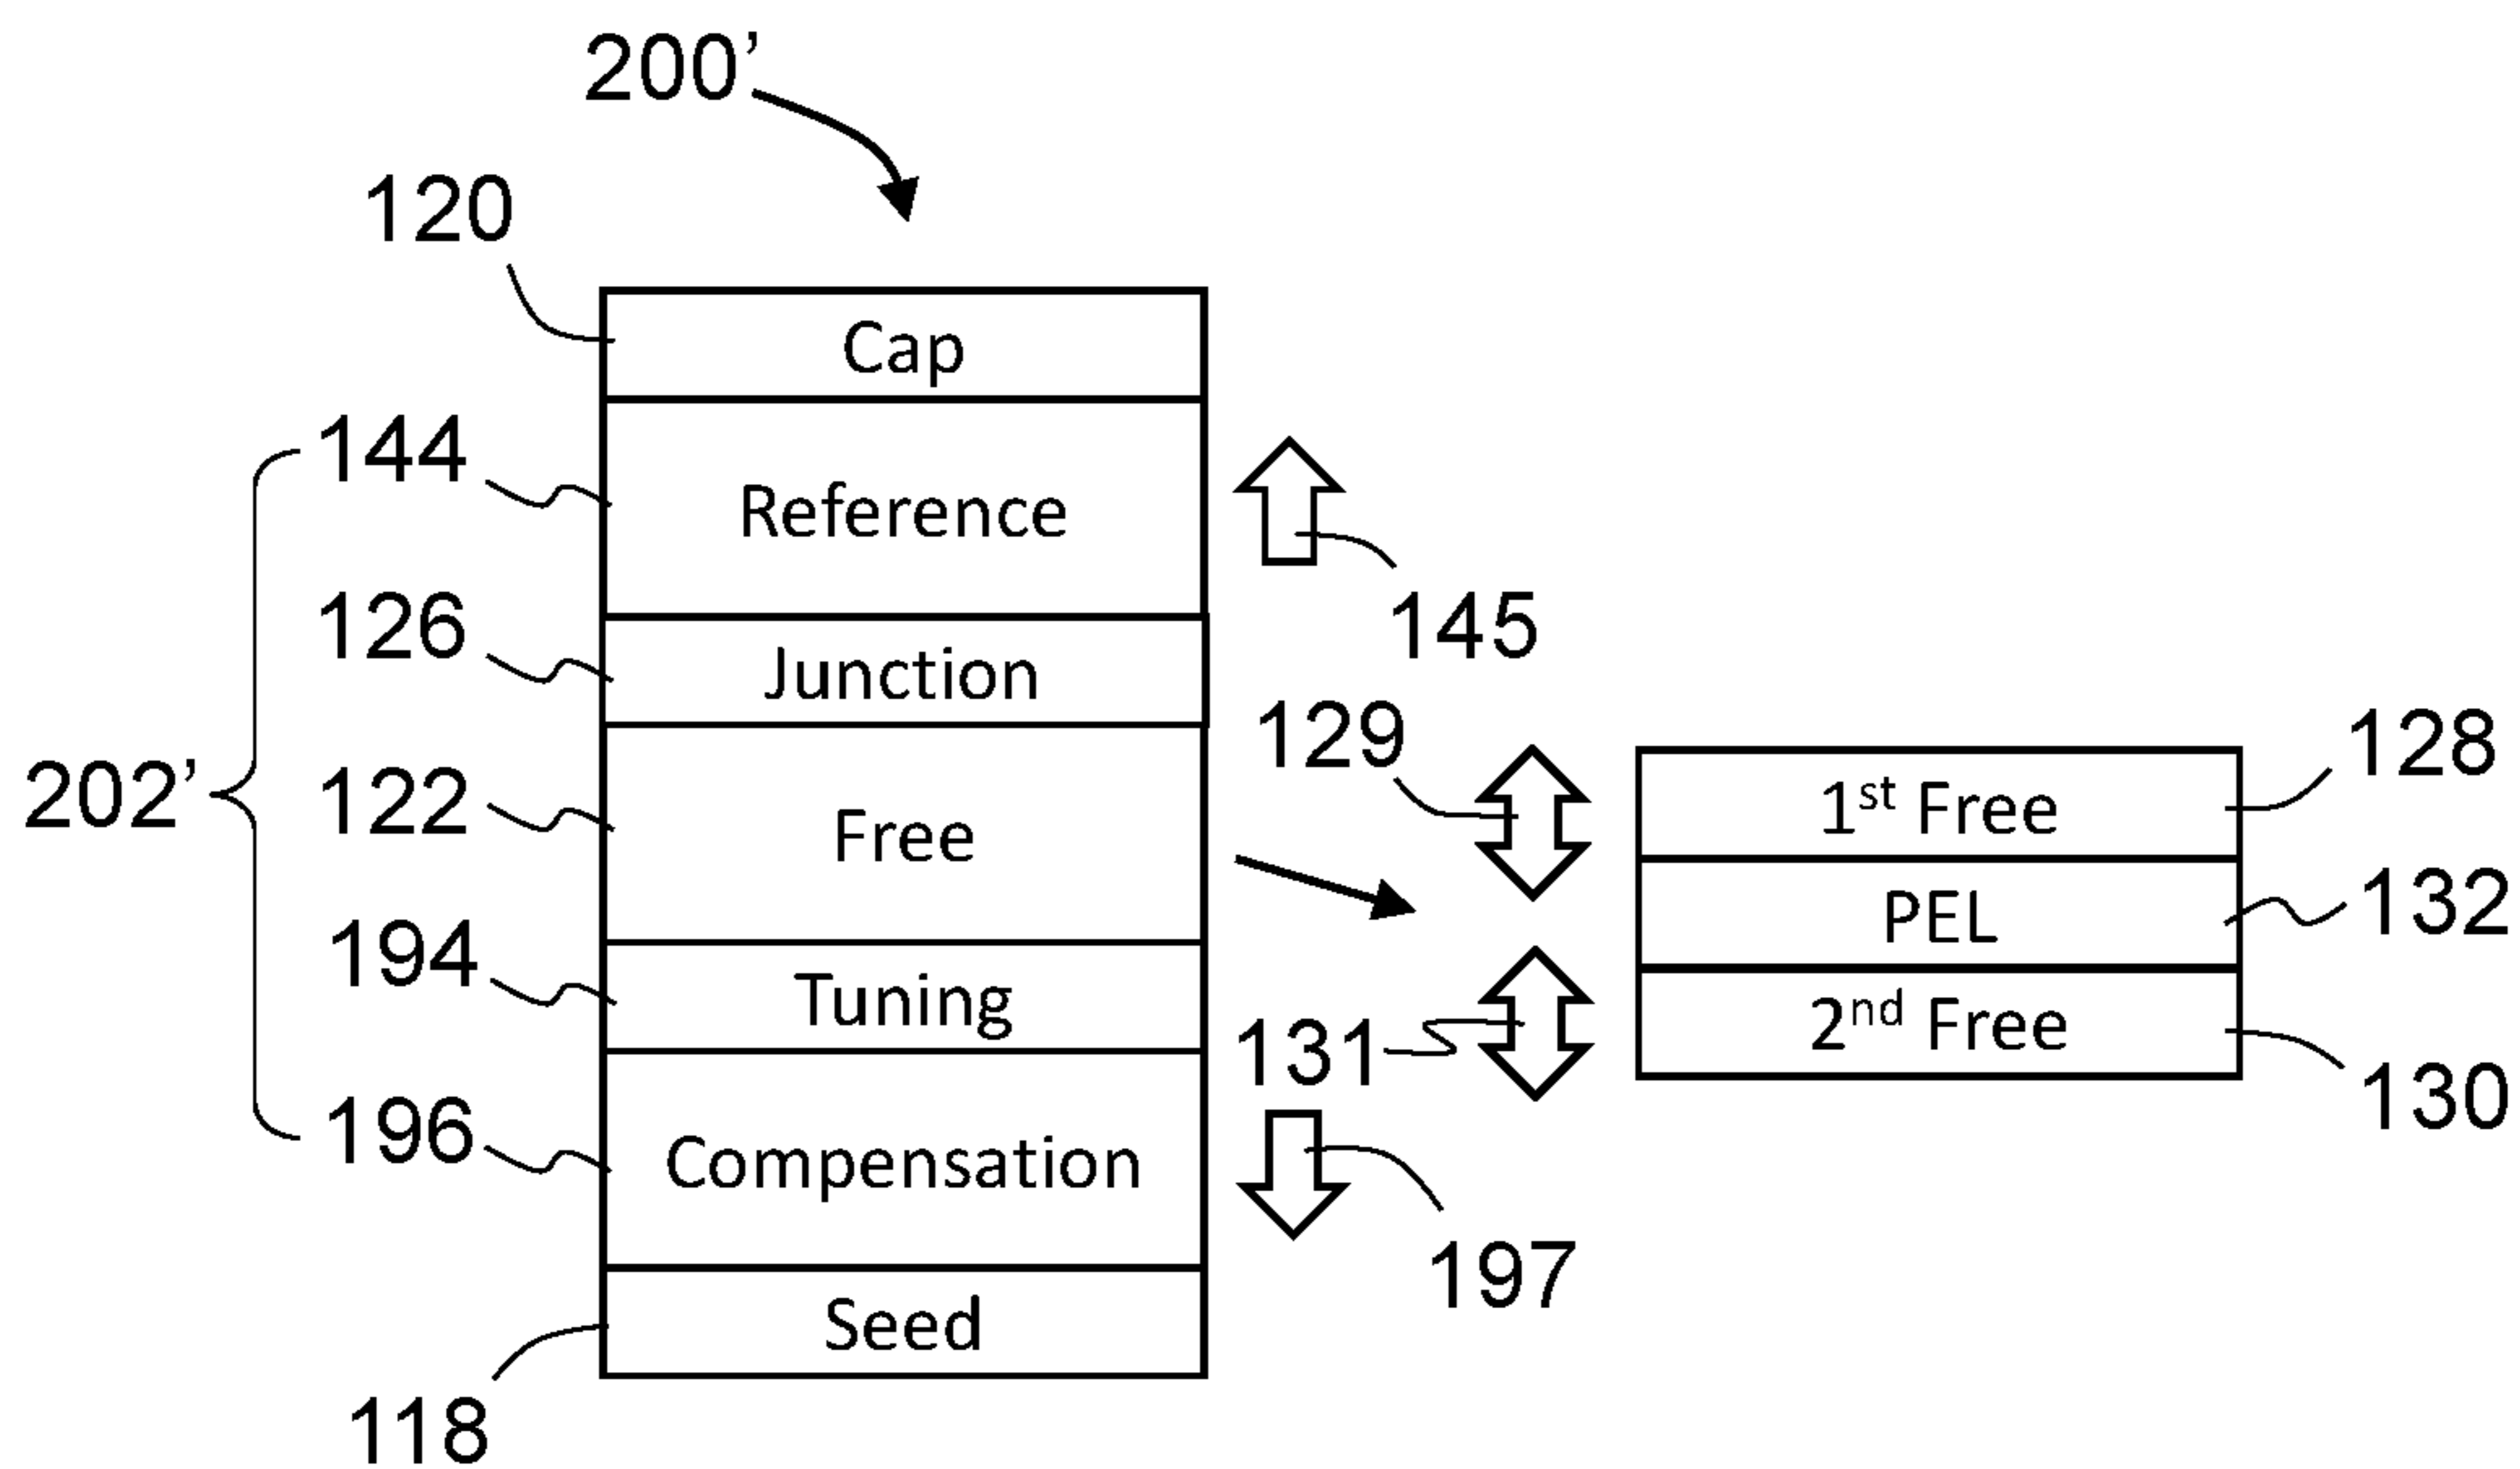 200’
120
Cap
144
Reference
145
126
Junction
129
128
1st Free
202’
122
Free
132
PEL
194
Tuning
131
2nd Free
130
196
Compensation
197
Seed
118